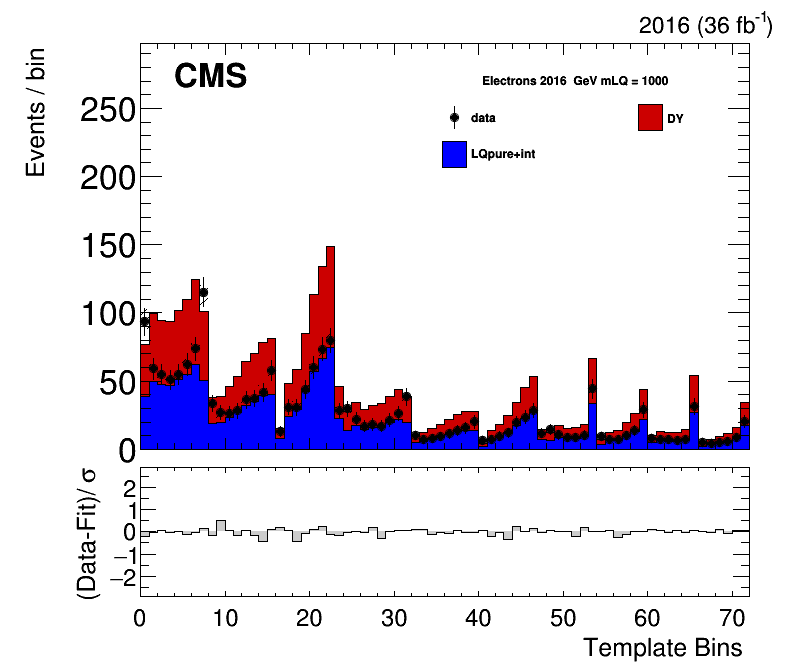 2016 (36 fb-1)
CMS
Electrons 2016 GeV mLQ = 1000
data
DY
LQpure+int
Events / bin
250
200
150
100
50
0
(Data-Fit)/ σ
2
1
0
−1
−2
0 10 20 30 40 50 60 70
Template Bins